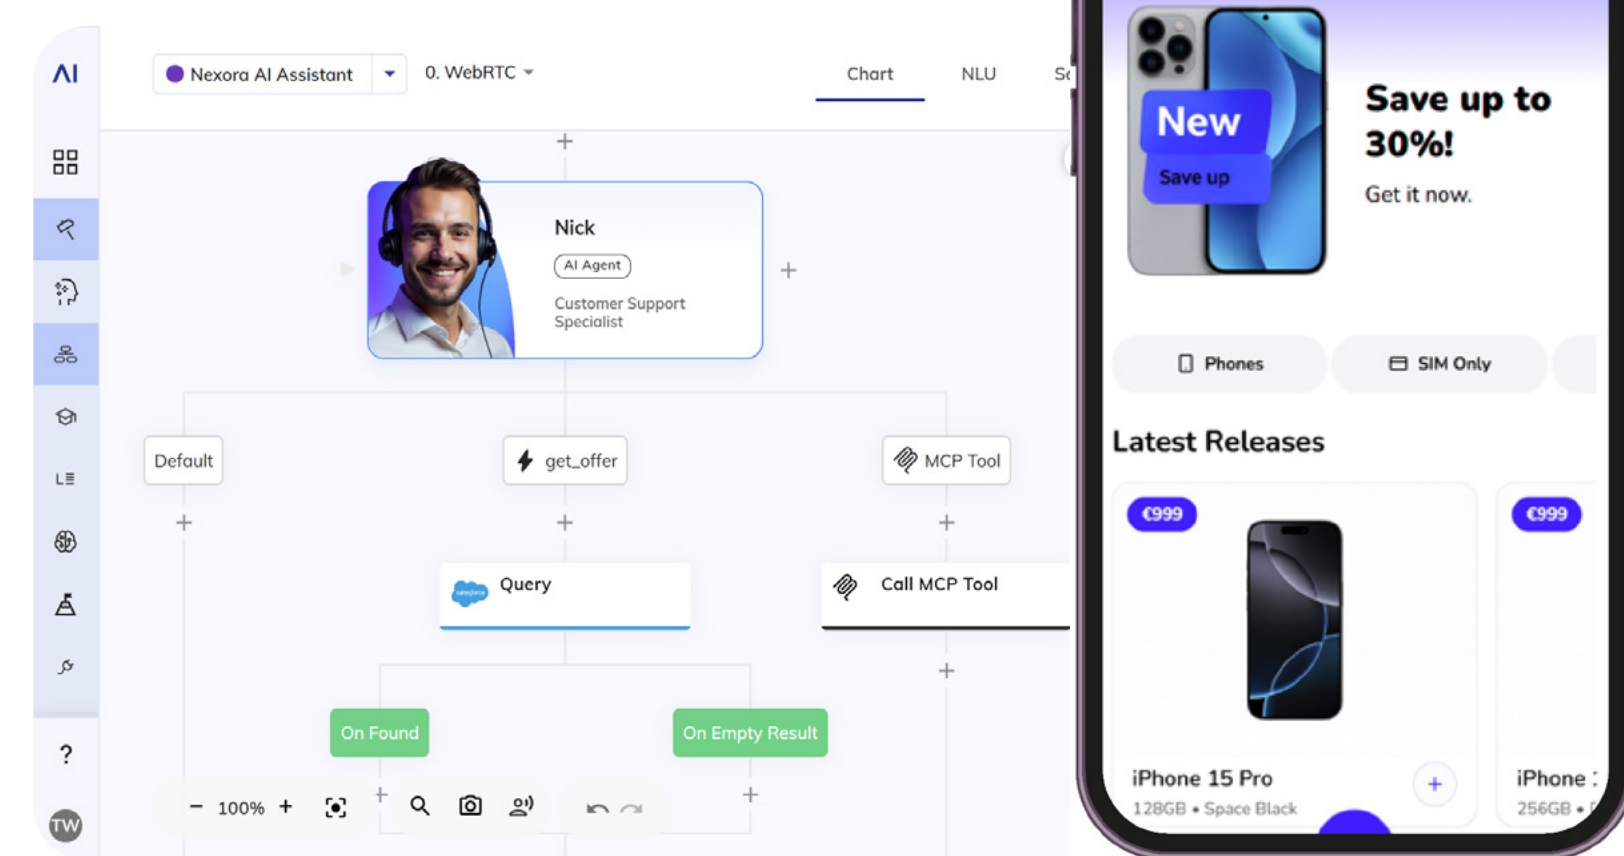 AI
Nexora AI Assistant
0. WebRTC
Chart
NLU
Nick
AI Agent
Customer Support
Specialist
Default
get_offer
MCP Tool
salesforce
Query
Call MCP Tool
On Found
On Empty Result
− 100% +
?
TW
New
Save up
Save up to
30%!
Get it now.
Phones
SIM Only
Latest Releases
€999
€999
iPhone 15 Pro
128GB • Space Black
iPhone
256GB •